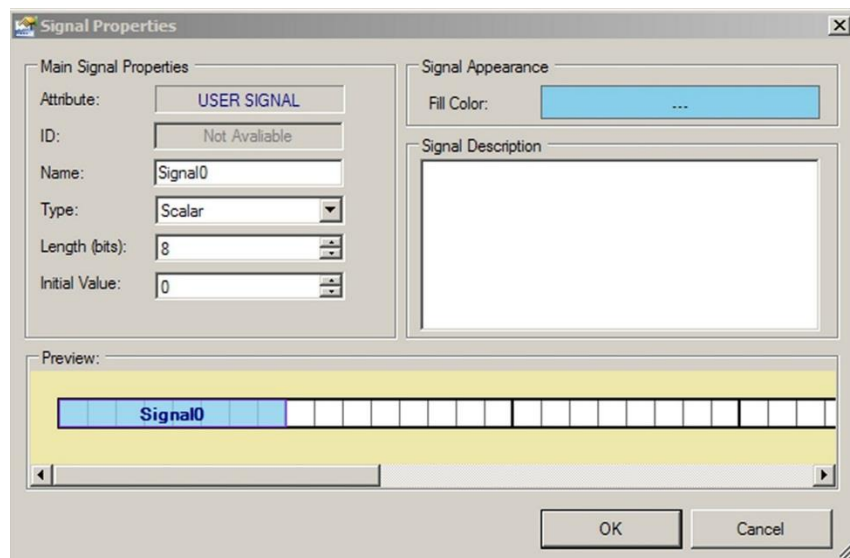 Signal Properties
Main Signal Properties
Attribute: USER SIGNAL
ID: Not Avaliable
Name: Signal0
Type: Scalar
Length (bits): 8
Initial Value: 0
Signal Appearance
Fill Color: ...
Signal Description
Preview:
Signal0
OK Cancel